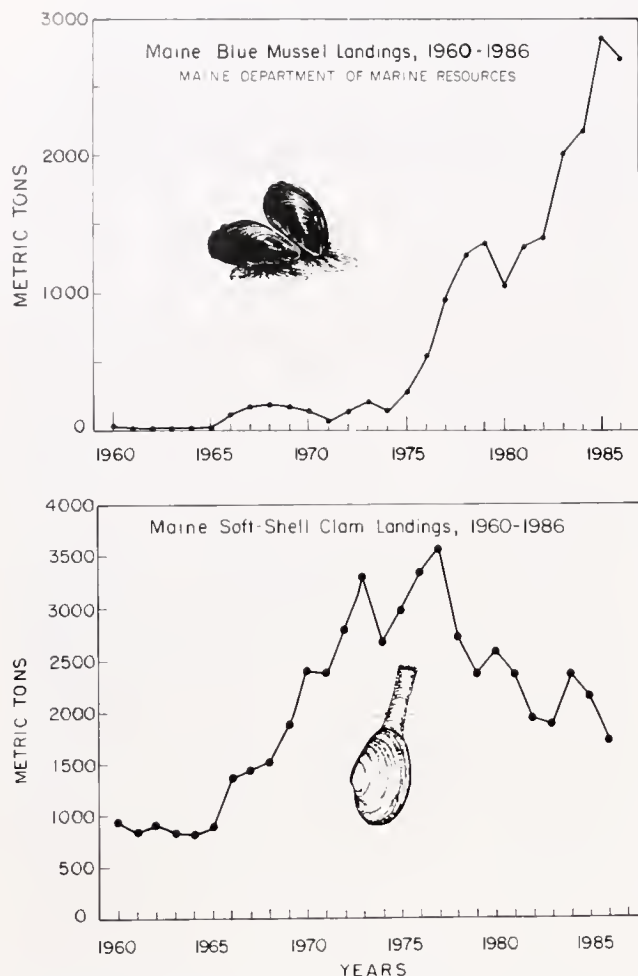 3000
Maine Blue Mussel Landings, 1960-1986
MAINE DEPARTMENT OF MARINE RESOURCES
2000
METRIC TONS
1000
0
1960 1965 1970 1975 1980 1985
4000
Maine Soft-Shell Clam Landings, 1960-1986
3500
3000
2500
METRIC TONS
2000
1500
1000
500
0
1960 1965 1970 1975 1980 1985
YEARS